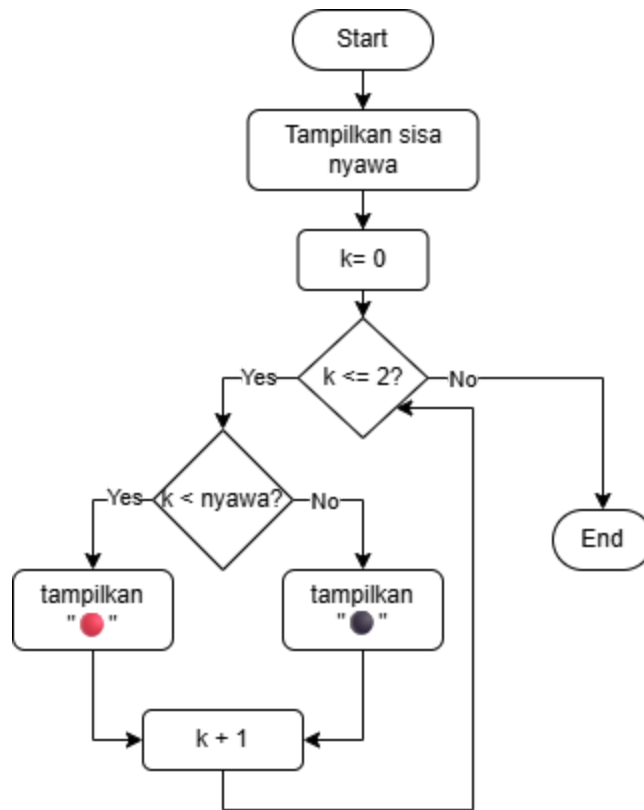 Start
Tampilkan sisa
nyawa
k= 0
k <= 2?
Yes
No
k < nyawa?
Yes
No
End
tampilkan
"🔴"
tampilkan
"⚫"
k + 1